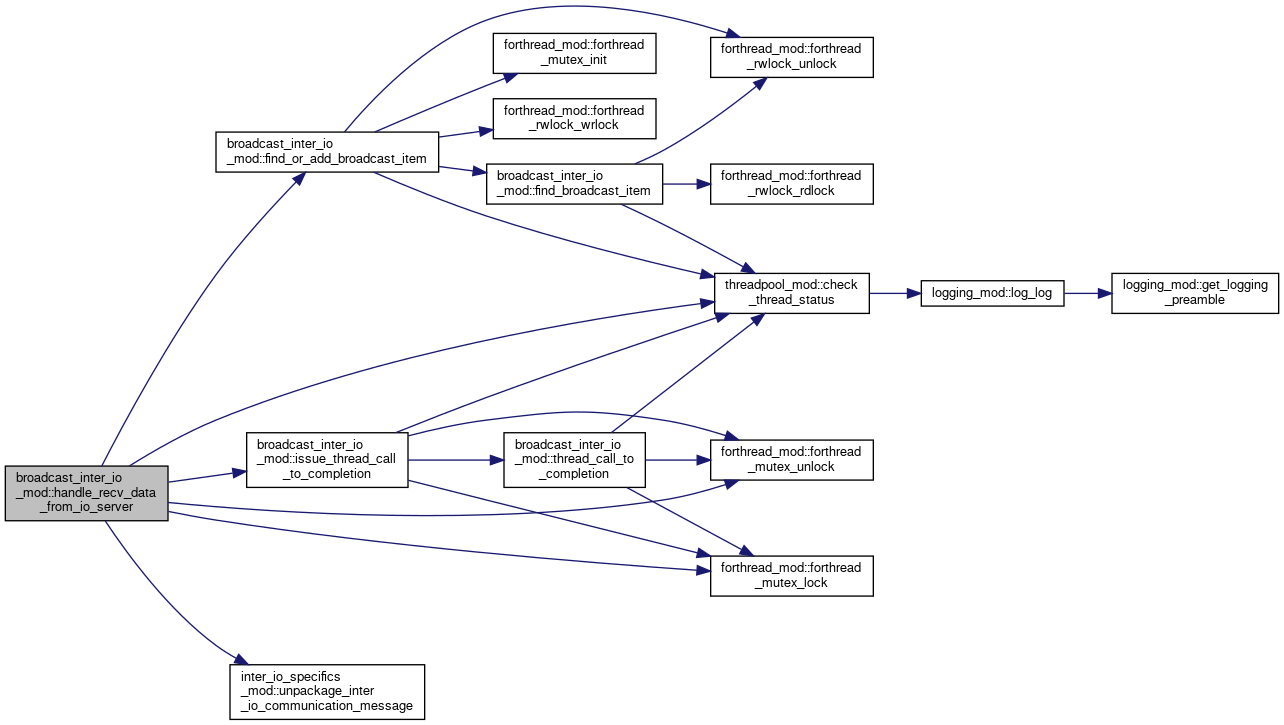 forthread_mod::forthread
_mutex_init
forthread_mod::forthread
_rwlock_unlock
forthread_mod::forthread
_rwlock_wrlock
broadcast_inter_io
_mod::find_or_add_broadcast_item
broadcast_inter_io
_mod::find_broadcast_item
forthread_mod::forthread
_rwlock_rdlock
threadpool_mod::check
_thread_status
logging_mod::log_log
logging_mod::get_logging
_preamble
broadcast_inter_io
_mod::issue_thread_call
_to_completion
broadcast_inter_io
_mod::thread_call_to
_completion
forthread_mod::forthread
_mutex_unlock
broadcast_inter_io
_mod::handle_recv_data
_from_io_server
forthread_mod::forthread
_mutex_lock
inter_io_specifics
_mod::unpackage_inter
_io_communication_message